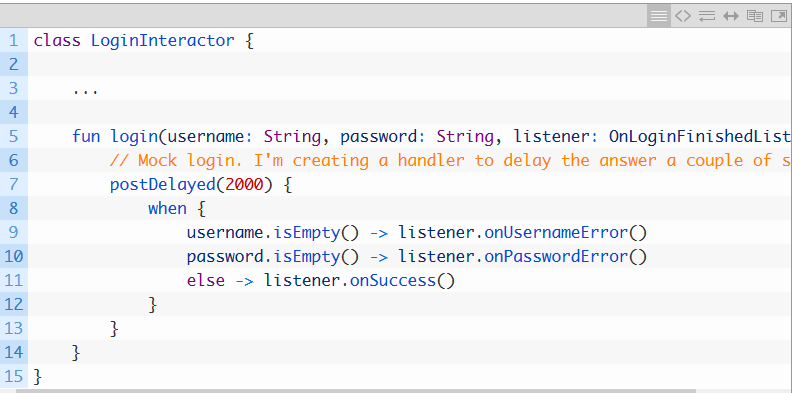 1 class LoginInteractor {
2
3     ...
4
5     fun login(username: String, password: String, listener: OnLoginFinishedList
6         // Mock login. I'm creating a handler to delay the answer a couple of s
7         postDelayed(2000) {
8             when {
9                 username.isEmpty() -> listener.onUsernameError()
10                 password.isEmpty() -> listener.onPasswordError()
11                 else -> listener.onSuccess()
12             }
13         }
14     }
15 }